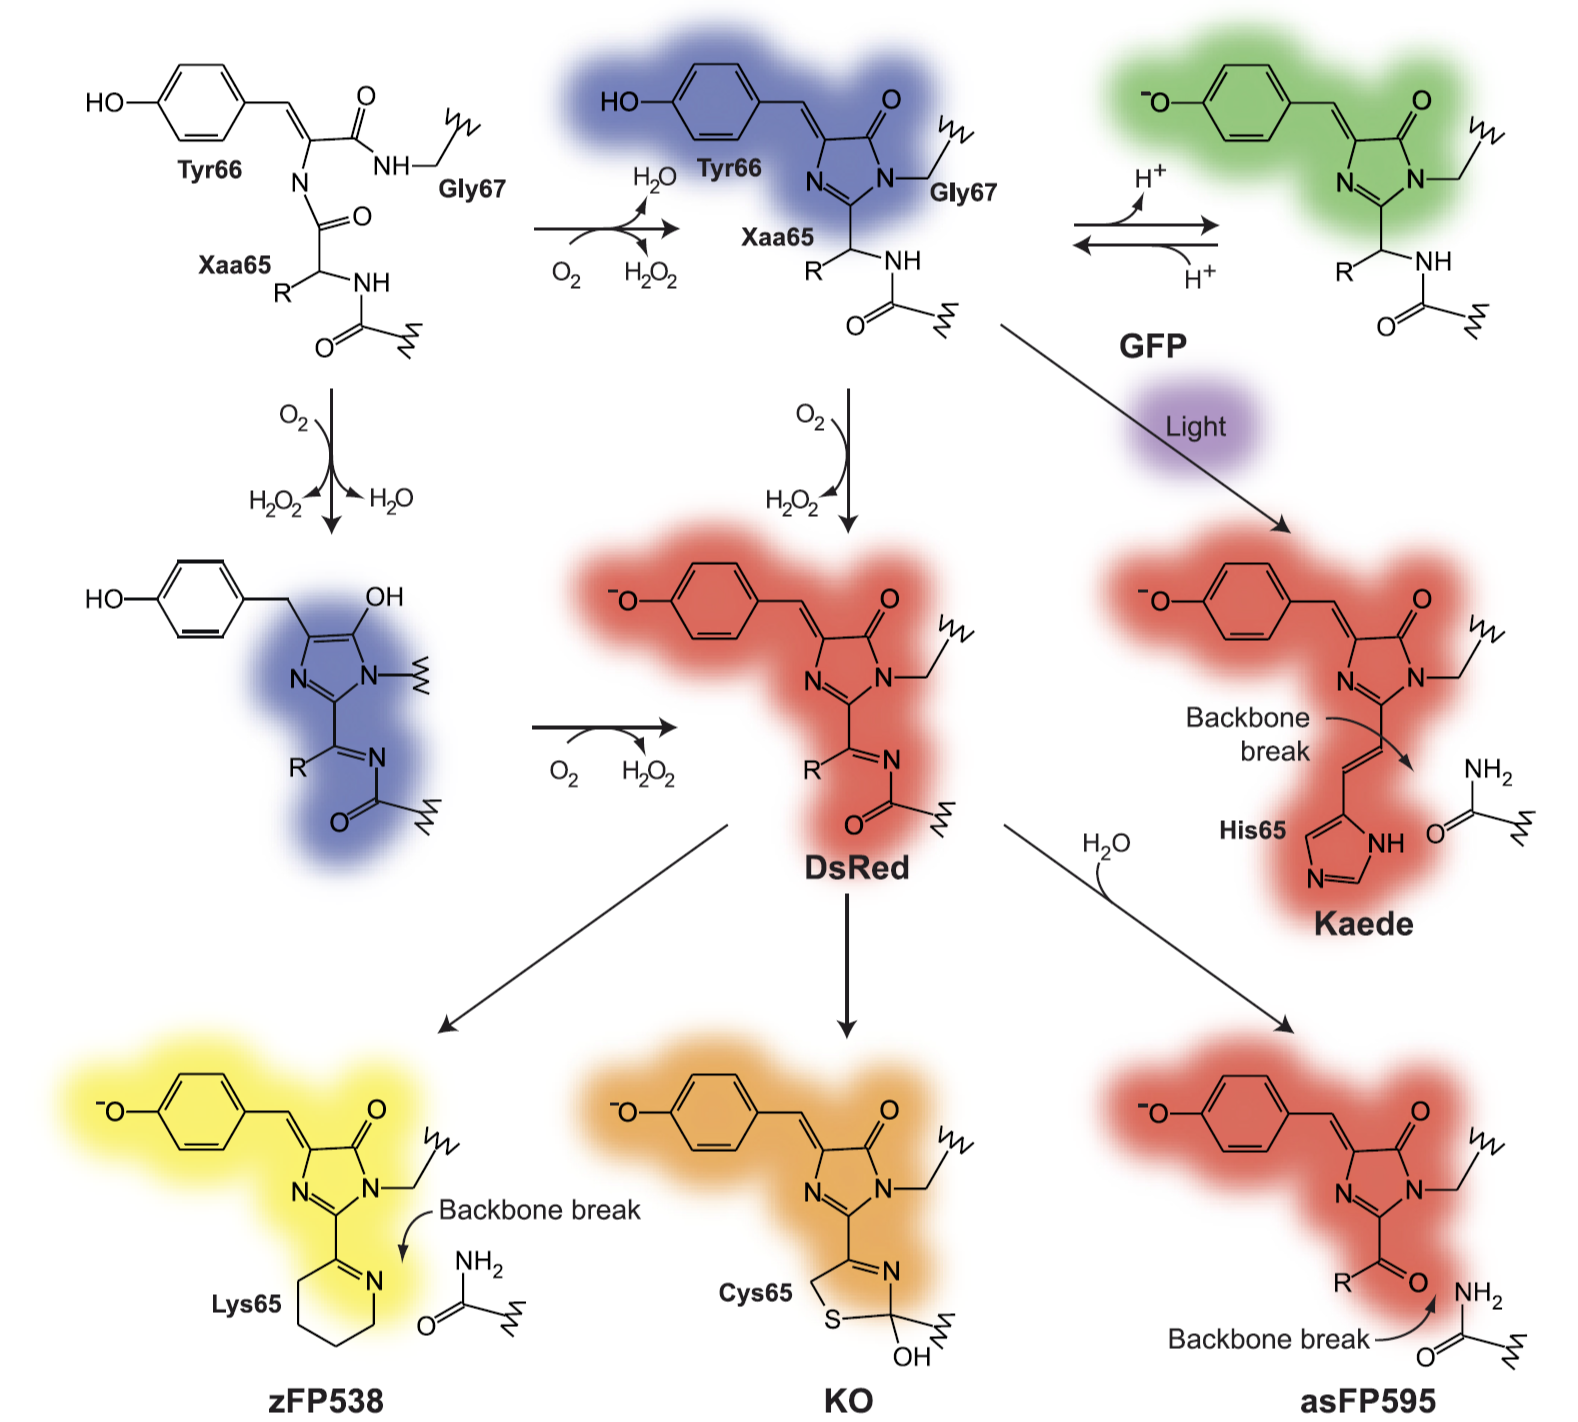 HO
O
Tyr66
NH
Gly67
N
O
Xaa65
R
NH
O
H2O
O2
H2O2
HO
O
Tyr66
N
N
Gly67
Xaa65
R
NH
O
H+
H+
GFP
⁻O
O
N
N
R
NH
O
O2
H2O2
H2O
O2
H2O2
Light
HO
OH
N
N
R
N
O
O2
H2O2
⁻O
O
N
N
R
N
O
DsRed
⁻O
O
N
N
Backbone
break
NH2
O
His65
NH
N
Kaede
H2O
⁻O
O
N
N
Backbone break
N
NH2
Lys65
O
zFP538
⁻O
O
N
N
N
Cys65
S
OH
KO
⁻O
O
N
N
R
O
NH2
Backbone break
O
asFP595